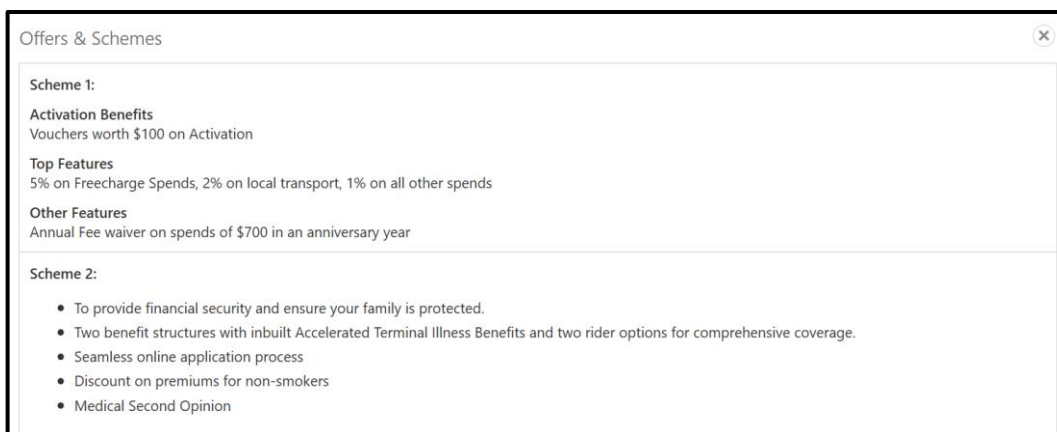 Offers & Schemes
Scheme 1:
Activation Benefits
Vouchers worth $100 on Activation
Top Features
5% on Freecharge Spends, 2% on local transport, 1% on all other spends
Other Features
Annual Fee waiver on spends of $700 in an anniversary year
Scheme 2:
• To provide financial security and ensure your family is protected.
• Two benefit structures with inbuilt Accelerated Terminal Illness Benefits and two rider options for comprehensive coverage.
• Seamless online application process
• Discount on premiums for non-smokers
• Medical Second Opinion